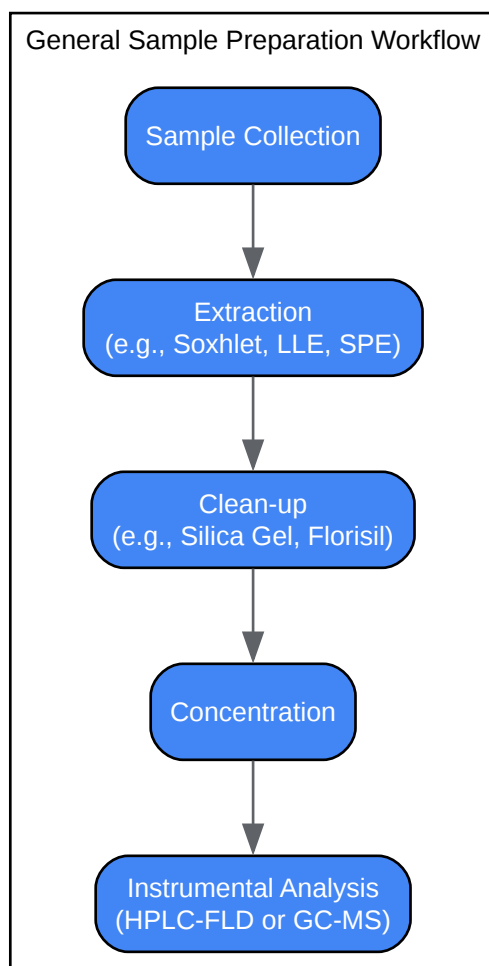 General Sample Preparation Workflow
Sample Collection
Extraction
(e.g., Soxhlet, LLE, SPE)
Clean-up
(e.g., Silica Gel, Florisil)
Concentration
Instrumental Analysis
(HPLC-FLD or GC-MS)